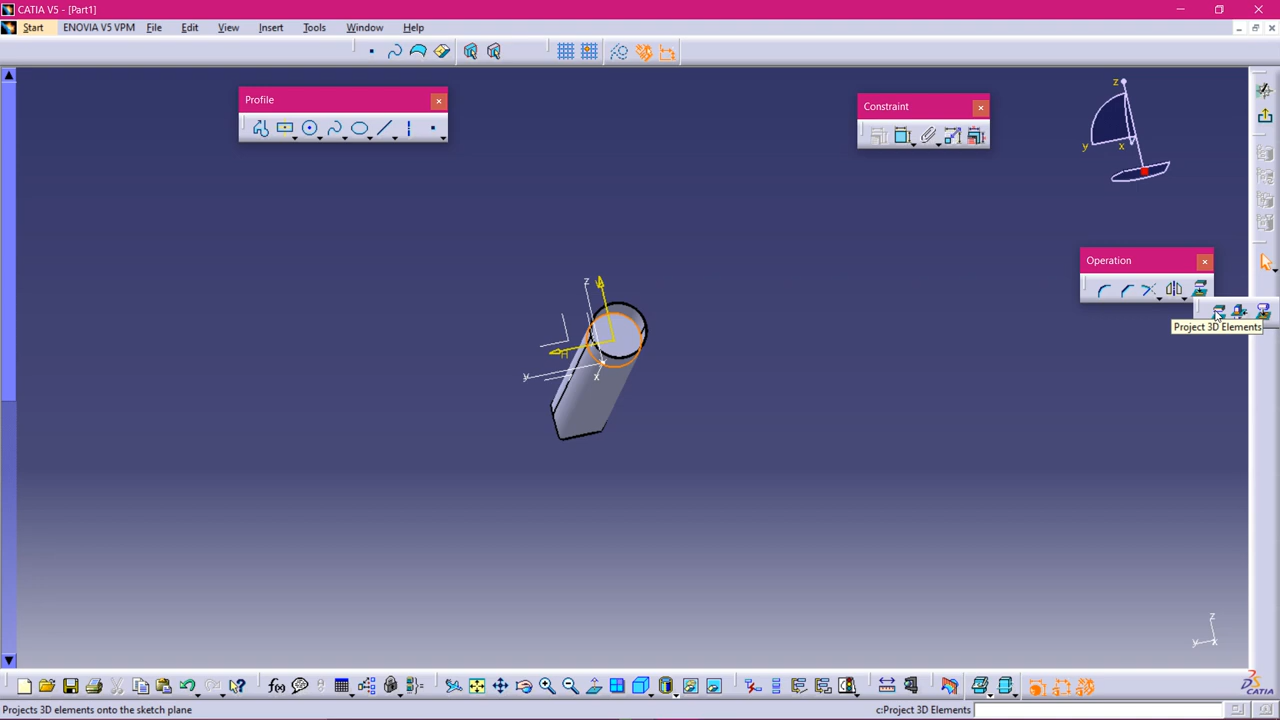 CATIA V5 - [Part1]
Start ENOVIA V5 VPM File Edit View Insert Tools Window Help
Profile
Constraint
z
y
x
Operation
Project 3D Elements
z
H
y
x
z
y
x
f(x)
CATIA
Projects 3D elements onto the sketch plane
c:Project 3D Elements